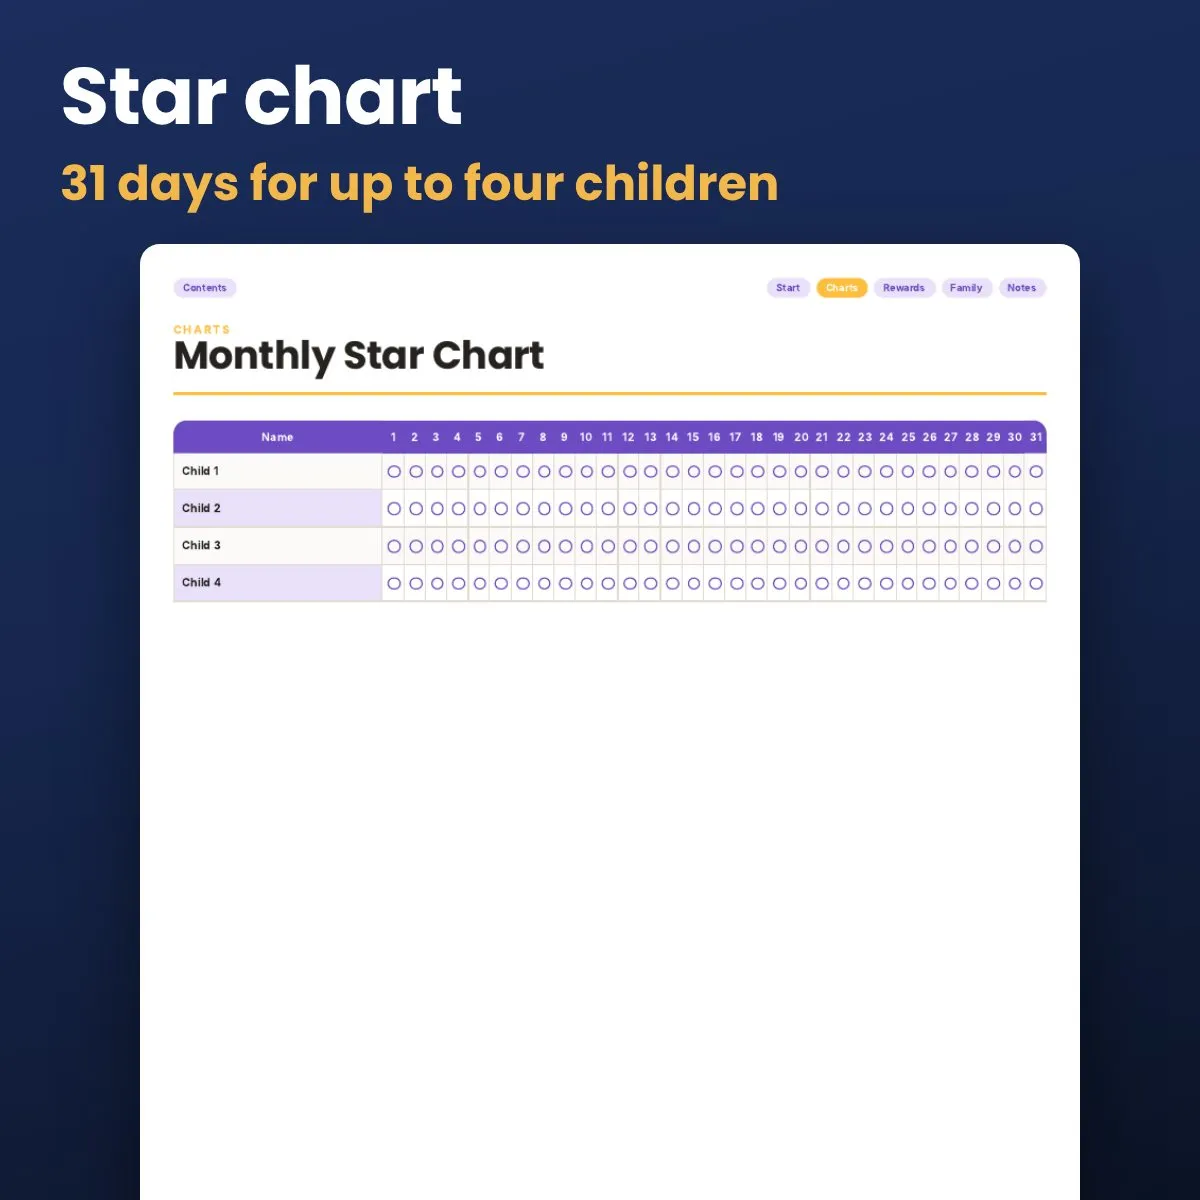 Star chart
31 days for up to four children
Contents Start Charts Rewards Family Notes
CHARTS
Monthly Star Chart
Name 1 2 3 4 5 6 7 8 9 10 11 12 13 14 15 16 17 18 19 20 21 22 23 24 25 26 27 28 29 30 31
Child 1
Child 2
Child 3
Child 4